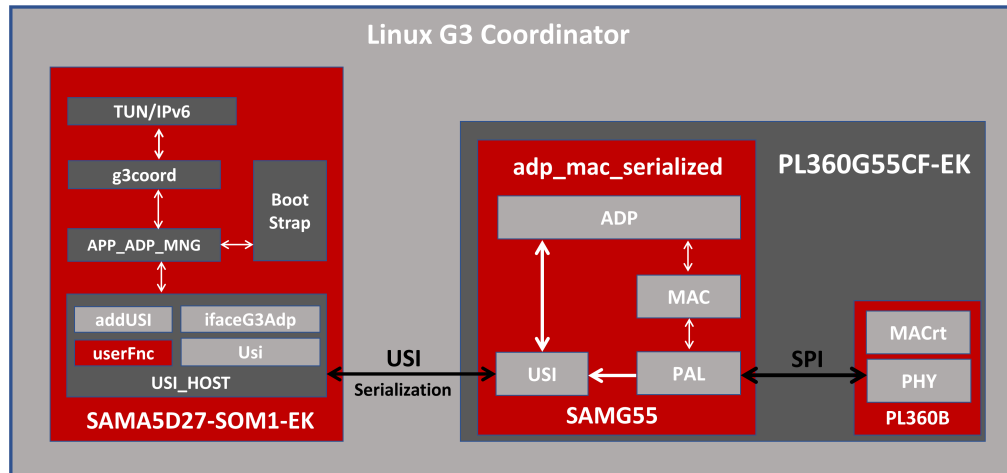 Linux G3 Coordinator
TUN/IPv6
g3coord
Boot
Strap
APP_ADP_MNG
addUSI
ifaceG3Adp
userFnc
Usi
USI_HOST
SAMA5D27-SOM1-EK
USI
Serialization
PL360G55CF-EK
adp_mac_serialized
ADP
MAC
USI
PAL
SAMG55
SPI
MACrt
PHY
PL360B